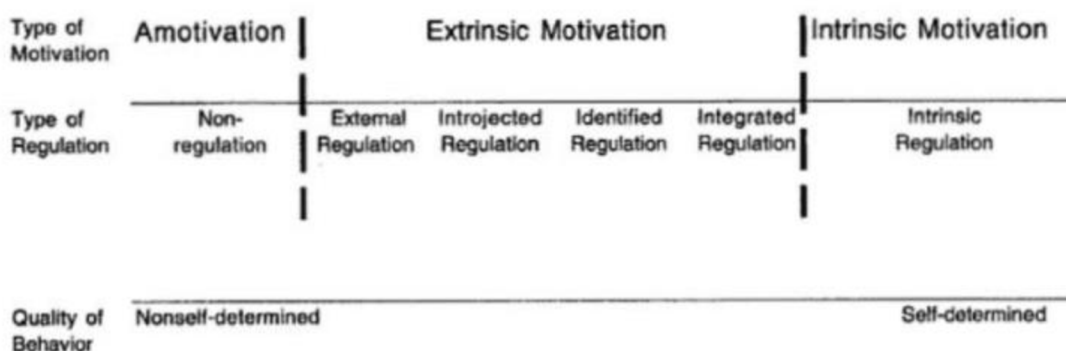 Type of Motivation
Amotivation
Extrinsic Motivation
Intrinsic Motivation
Type of Regulation
Non-regulation
External Regulation
Introjected Regulation
Identified Regulation
Integrated Regulation
Intrinsic Regulation
Quality of Behavior
Nonself-determined
Self-determined